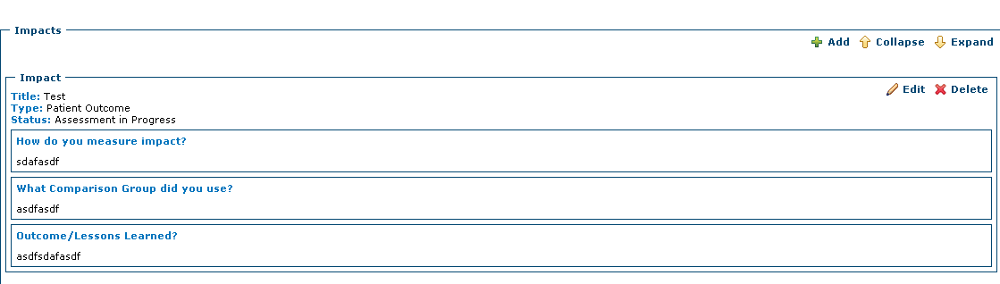 Impacts
Add Collapse Expand
Impact
Edit Delete
Title: Test
Type: Patient Outcome
Status: Assessment in Progress
How do you measure impact?
sdafasdf
What Comparison Group did you use?
asdfasdf
Outcome/Lessons Learned?
asdfsdafasdf